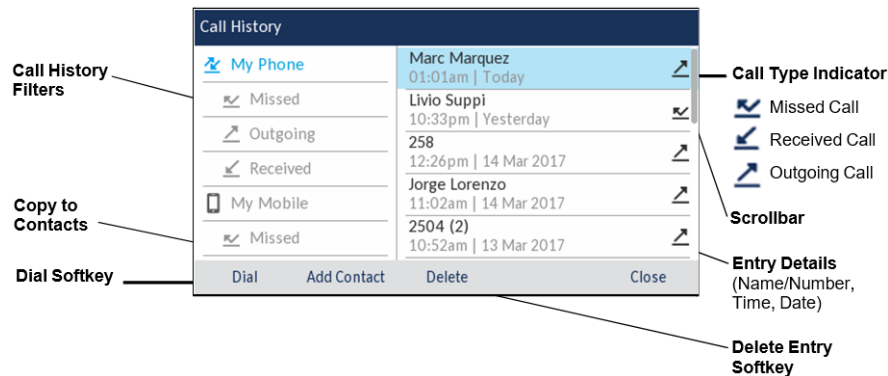 Call History
Call History
Filters
Copy to
Contacts
Dial Softkey
My Phone
Missed
Outgoing
Received
My Mobile
Missed
Marc Marquez
01:01am | Today
Livio Suppi
10:33pm | Yesterday
258
12:26pm | 14 Mar 2017
Jorge Lorenzo
11:02am | 14 Mar 2017
2504 (2)
10:52am | 13 Mar 2017
Dial Add Contact Delete Close
Call Type Indicator
Missed Call
Received Call
Outgoing Call
Scrollbar
Entry Details
(Name/Number,
Time, Date)
Delete Entry
Softkey